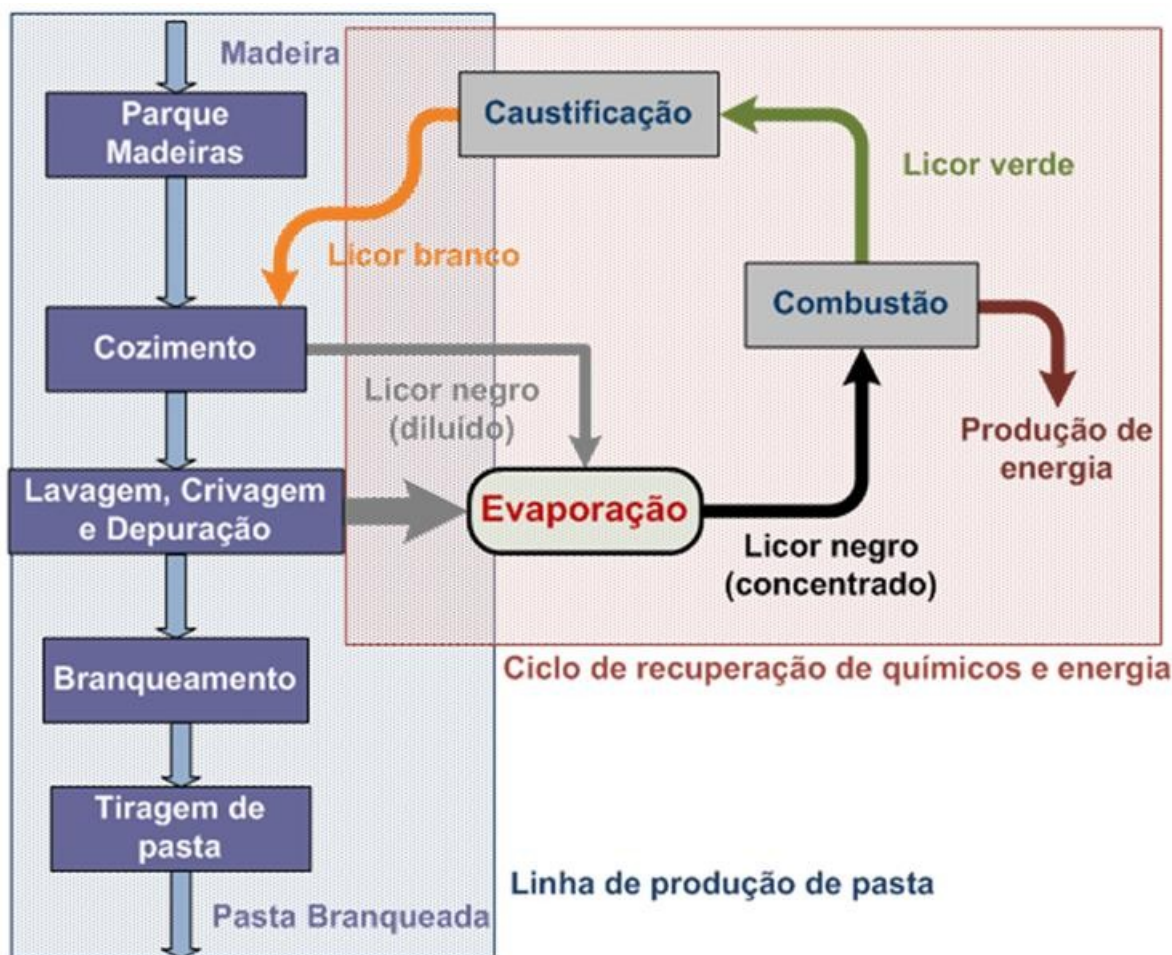 Madeira
Parque
Madeiras
Caustificação
Licor verde
Licor branco
Combustão
Cozimento
Licor negro
(diluído)
Produção de
energia
Lavagem, Crivagem
e Depuração
Evaporação
Licor negro
(concentrado)
Branqueamento
Ciclo de recuperação de químicos e energia
Tiragem de
pasta
Linha de produção de pasta
Pasta Branqueada